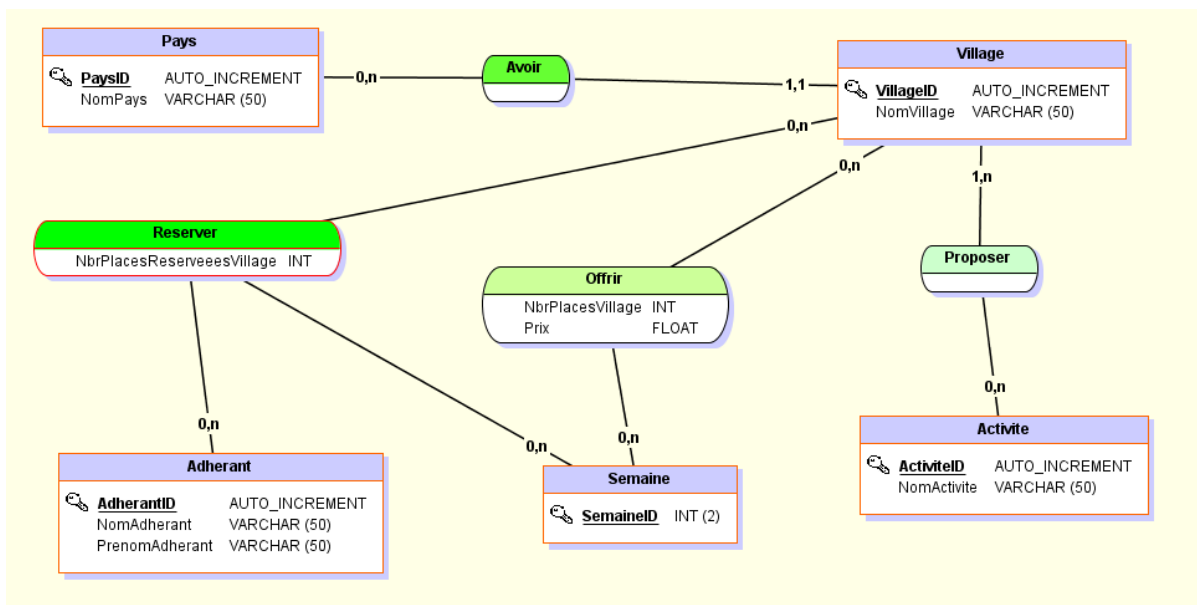 Pays
PaysID AUTO_INCREMENT
NomPays VARCHAR (50)
0,n
Avoir
1,1
Village
VillageID AUTO_INCREMENT
NomVillage VARCHAR (50)
0,n
0,n
1,n
Reserver
NbrPlacesReserveeesVillage INT
Offrir
NbrPlacesVillage INT
Prix FLOAT
Proposer
0,n
0,n
0,n
0,n
Adherant
AdherantID AUTO_INCREMENT
NomAdherant VARCHAR (50)
PrenomAdherant VARCHAR (50)
Semaine
SemaineID INT (2)
Activite
ActiviteID AUTO_INCREMENT
NomActivite VARCHAR (50)